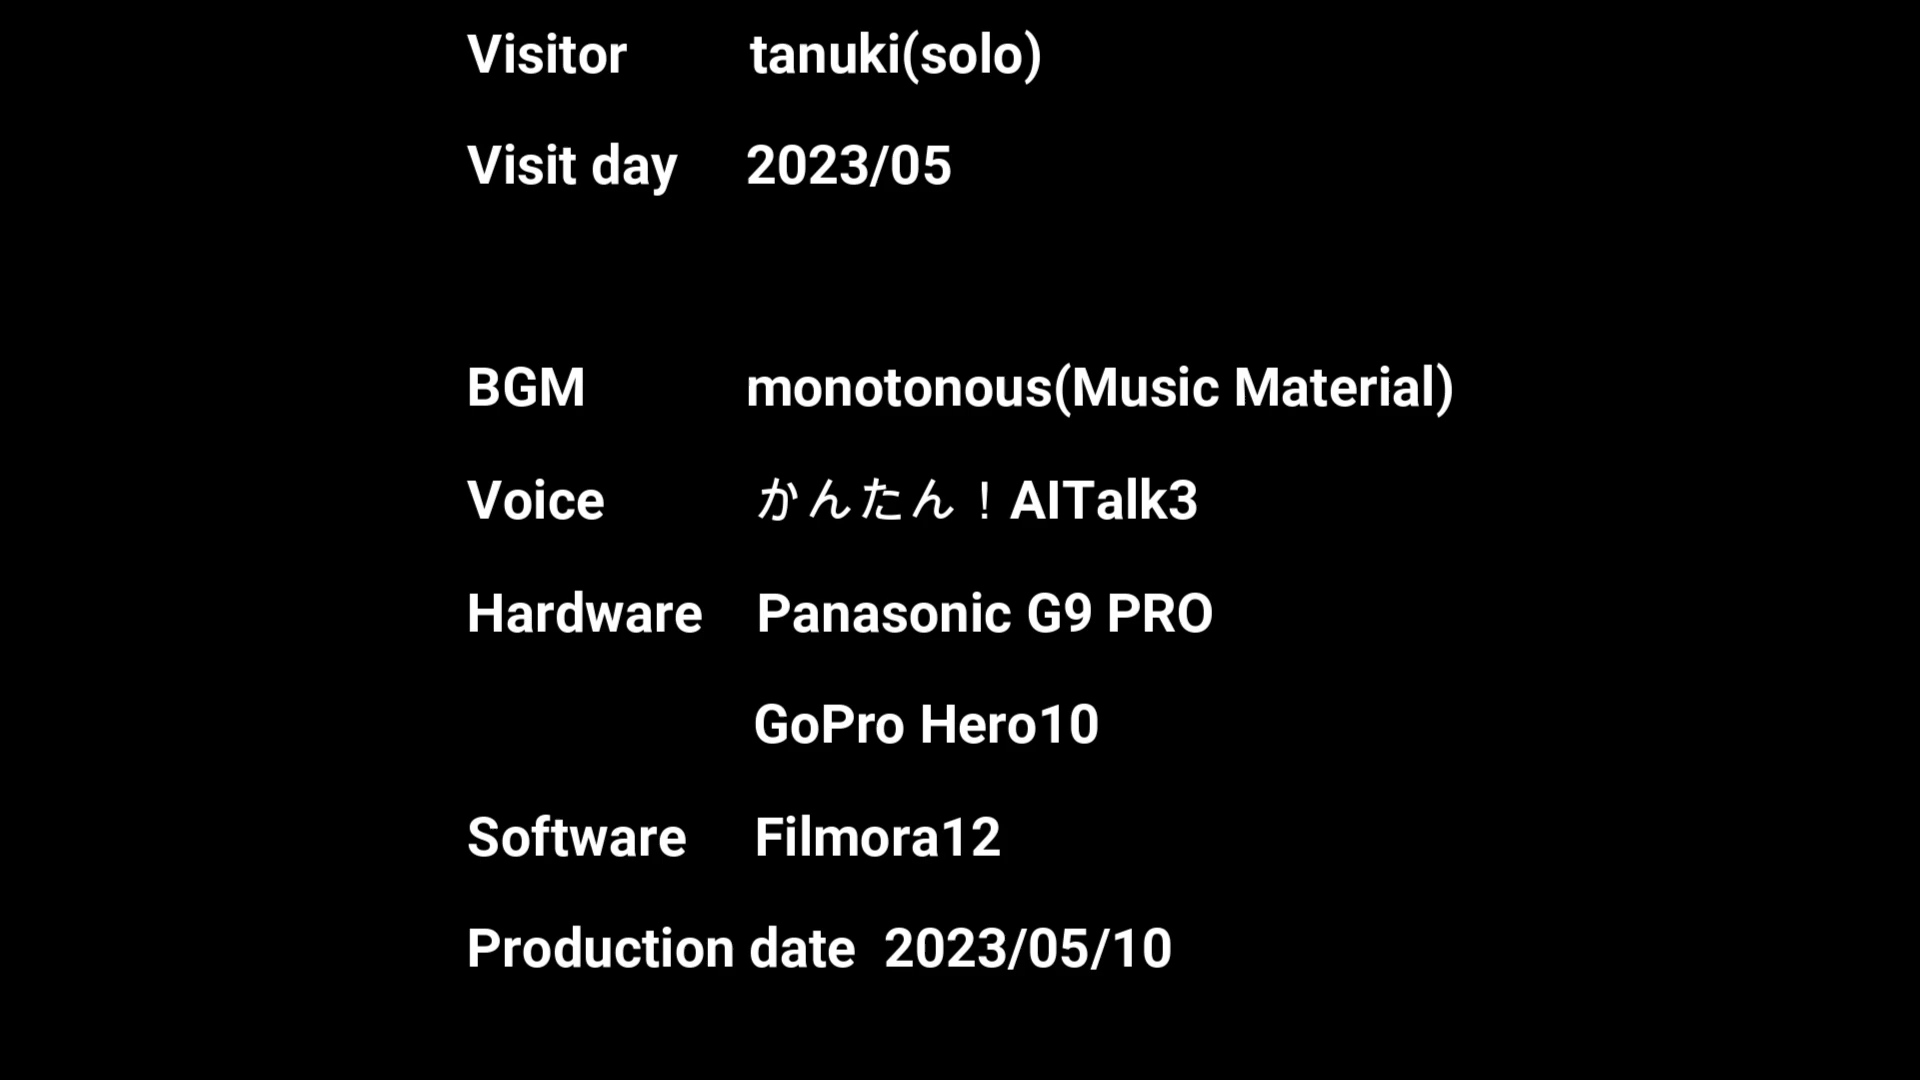 Visitor tanuki(solo)
Visit day 2023/05
BGM monotonous(Music Material)
Voice かんたん！AITalk3
Hardware Panasonic G9 PRO
GoPro Hero10
Software Filmora12
Production date 2023/05/10